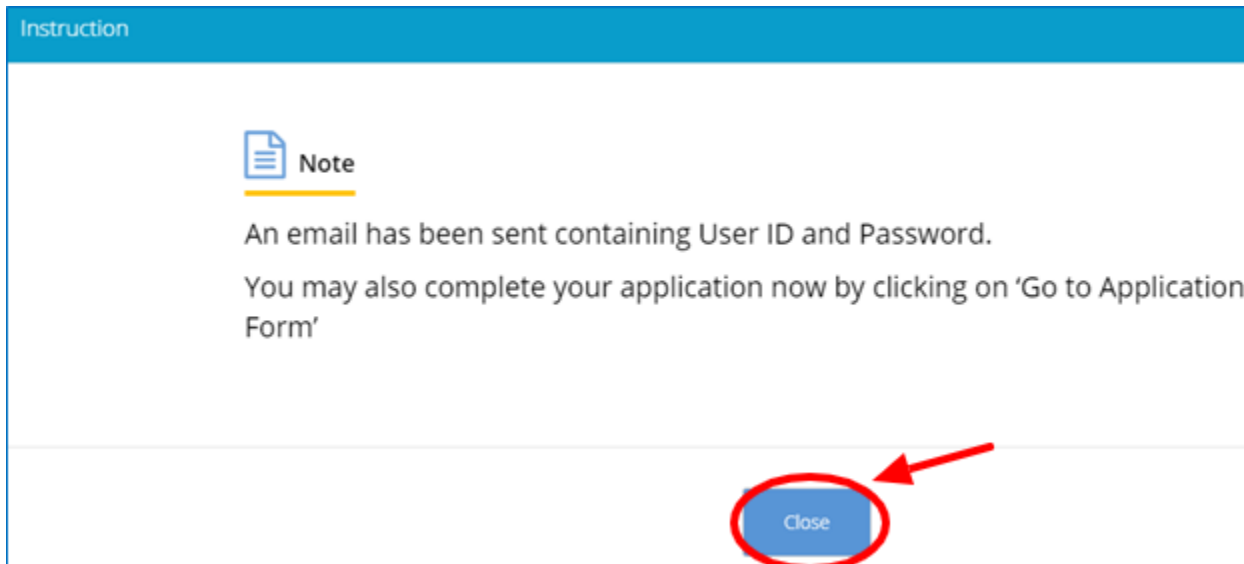 Instruction
Note
An email has been sent containing User ID and Password.
You may also complete your application now by clicking on ‘Go to Application
Form’
Close